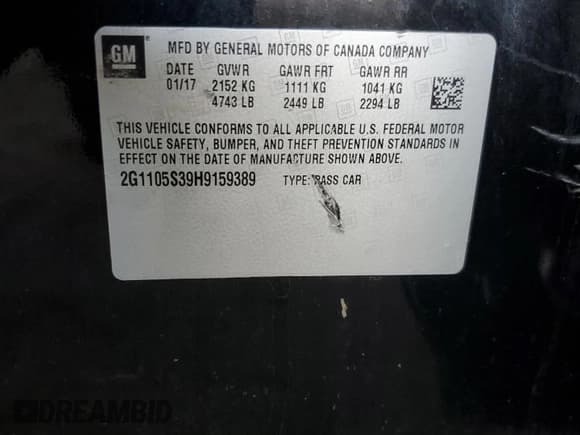 GM
MFD BY GENERAL MOTORS OF CANADA COMPANY
DATE GVWR GAWR FRT GAWR RR
01/17 2152 KG 1111 KG 1041 KG
4743 LB 2449 LB 2294 LB
THIS VEHICLE CONFORMS TO ALL APPLICABLE U.S. FEDERAL MOTOR
VEHICLE SAFETY, BUMPER, AND THEFT PREVENTION STANDARDS IN
EFFECT ON THE DATE OF MANUFACTURE SHOWN ABOVE.
2G1105S39H9159389 TYPE: PASS CAR
DREAMBID